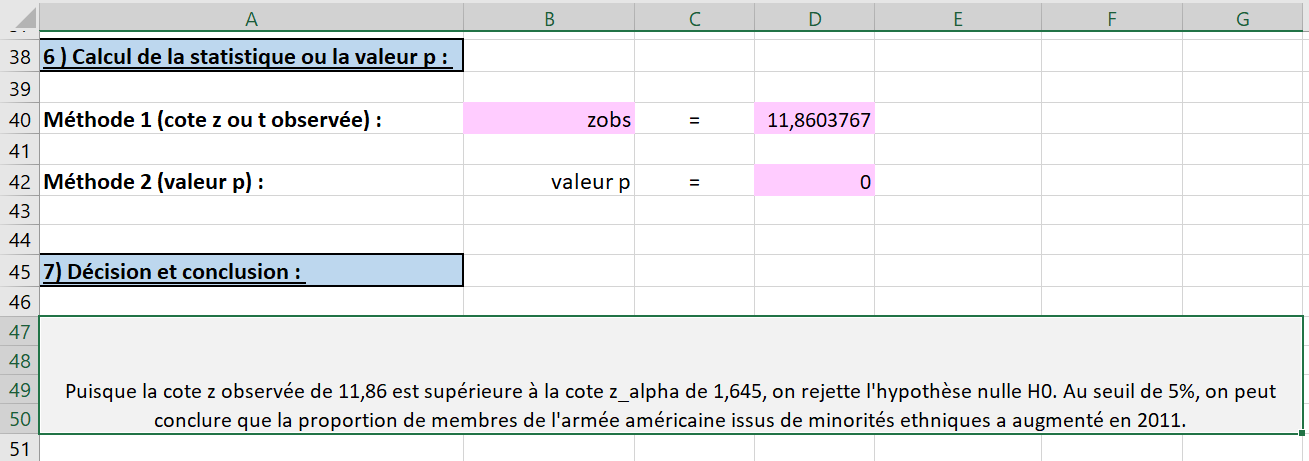 A B C D E F G
38 6 ) Calcul de la statistique ou la valeur p :
39
40 Méthode 1 (cote z ou t observée) : zobs = 11,8603767
41
42 Méthode 2 (valeur p) : valeur p = 0
43
44
45 7) Décision et conclusion :
46
47
48
49 Puisque la cote z observée de 11,86 est supérieure à la cote z_alpha de 1,645, on rejette l'hypothèse nulle H0. Au seuil de 5%, on peut
50 conclure que la proportion de membres de l'armée américaine issus de minorités ethniques a augmenté en 2011.
51